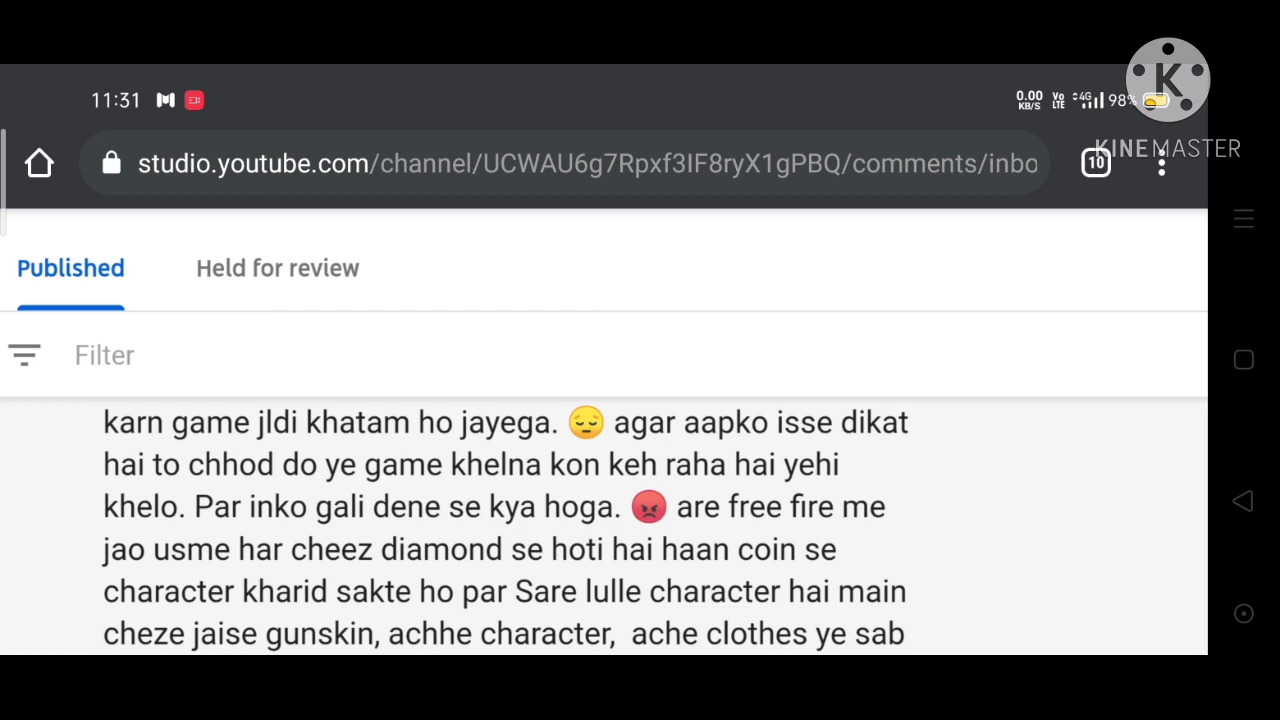 11:31
0.00 KB/S Vo LTE 4G 98%
K
KINEMASTER
studio.youtube.com/channel/UCWAU6g7Rpxf3IF8ryX1gPBQ/comments/inbo
10
Published Held for review
Filter
karn game jldi khatam ho jayega. 😔 agar aapko isse dikat
hai to chhod do ye game khelna kon keh raha hai yehi
khelo. Par inko gali dene se kya hoga. 😡 are free fire me
jao usme har cheez diamond se hoti hai haan coin se
character kharid sakte ho par Sare lulle character hai main
cheze jaise gunskin, achhe character, ache clothes ye sab